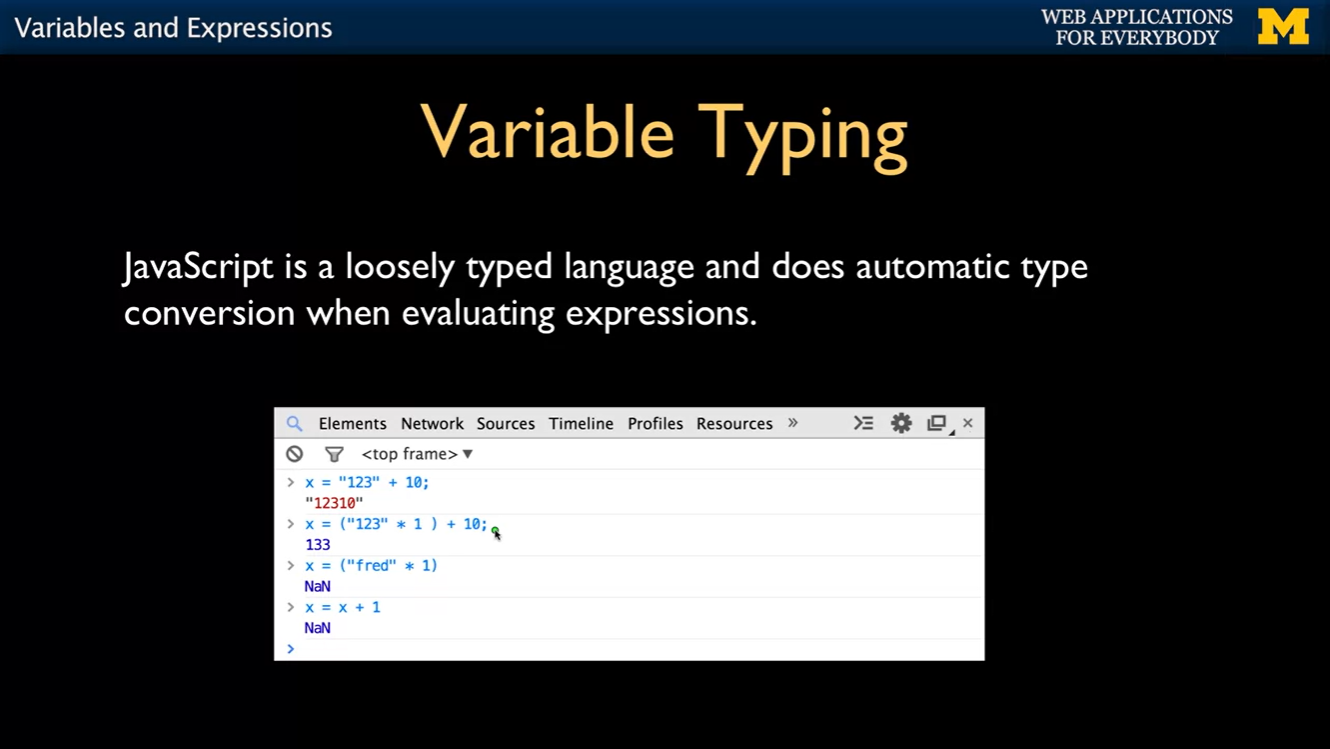 Variables and Expressions
WEB APPLICATIONS
FOR EVERYBODY
M
Variable Typing
JavaScript is a loosely typed language and does automatic type
conversion when evaluating expressions.
Elements Network Sources Timeline Profiles Resources »
<top frame> ▼
> x = "123" + 10;
"12310"
> x = ("123" * 1 ) + 10;
133
> x = ("fred" * 1)
NaN
> x = x + 1
NaN
>